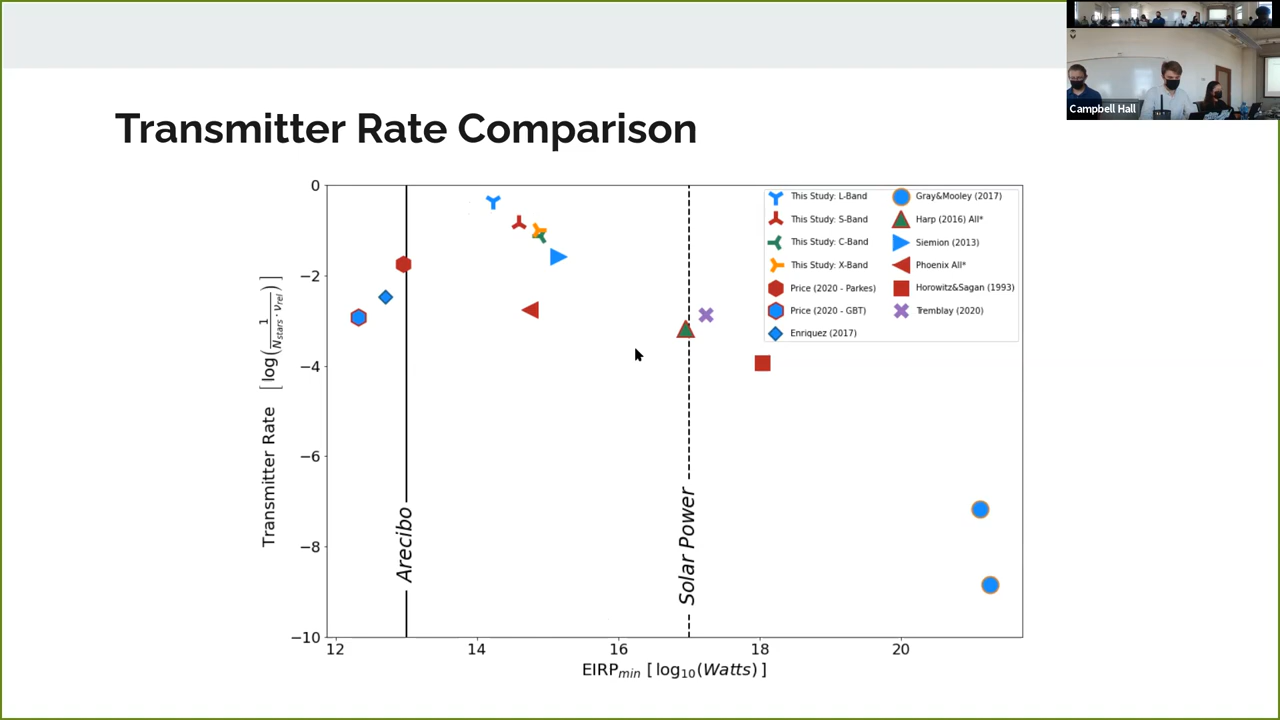 Campbell Hall
Transmitter Rate Comparison
Transmitter Rate [ log( 1 / N_stars · ν_rel ) ]
0
−2
−4
−6
−8
−10
Arecibo
Solar Power
This Study: L-Band
This Study: S-Band
This Study: C-Band
This Study: X-Band
Price (2020 - Parkes)
Price (2020 - GBT)
Enriquez (2017)
Gray&Mooley (2017)
Harp (2016) All*
Siemion (2013)
Phoenix All*
Horowitz&Sagan (1993)
Tremblay (2020)
12 14 16 18 20
EIRP_min [ log_10(Watts) ]